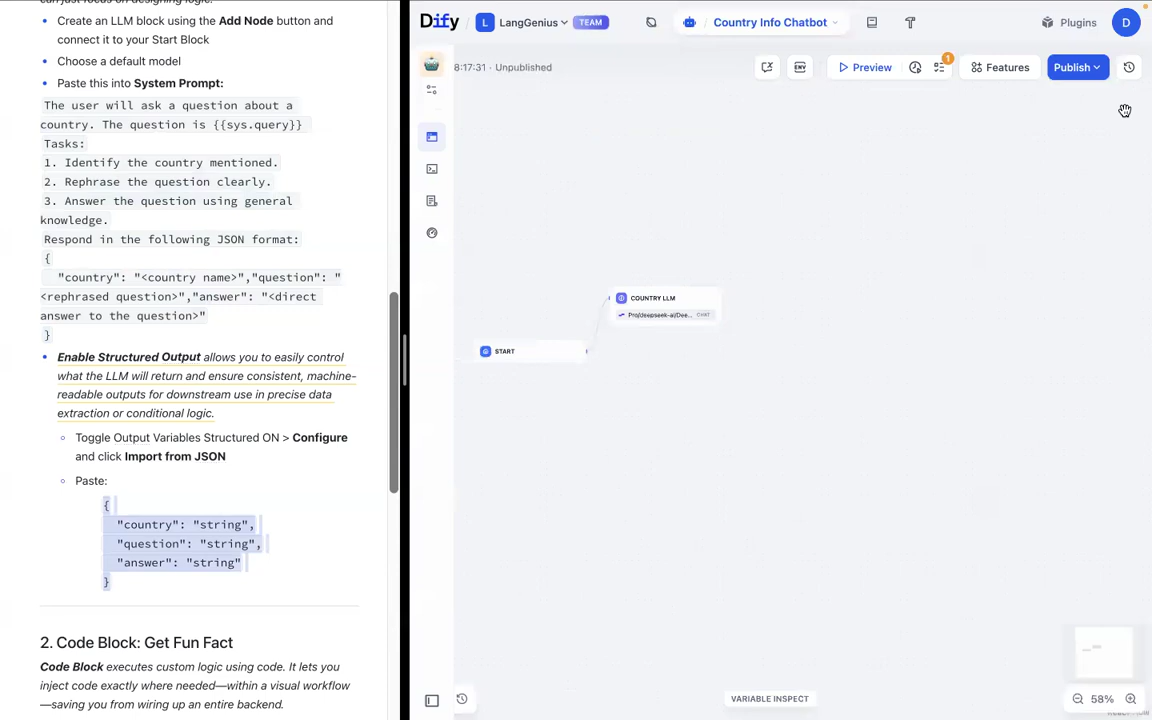 can just focus on designing logic.
Create an LLM block using the Add Node button and
connect it to your Start Block
Choose a default model
Paste this into System Prompt:
The user will ask a question about a
country. The question is {{sys.query}}
Tasks:
1. Identify the country mentioned.
2. Rephrase the question clearly.
3. Answer the question using general
knowledge.
Respond in the following JSON format:
{
"country": "<country name>","question": "
<rephrased question>","answer": "<direct
answer to the question>"
}
Enable Structured Output allows you to easily control
what the LLM will return and ensure consistent, machine-
readable outputs for downstream use in precise data
extraction or conditional logic.
Toggle Output Variables Structured ON > Configure
and click Import from JSON
Paste:
{
"country": "string",
"question": "string",
"answer": "string"
}
2. Code Block: Get Fun Fact
Code Block executes custom logic using code. It lets you
inject code exactly where needed—within a visual workflow
—saving you from wiring up an entire backend.
Dify
L LangGenius TEAM
Country Info Chatbot
Plugins
D
8:17:31 · Unpublished
ENV
Preview
1
Features
Publish
COUNTRY LLM
Pro/deepseek-ai/Dee... CHAT
START
VARIABLE INSPECT
58%